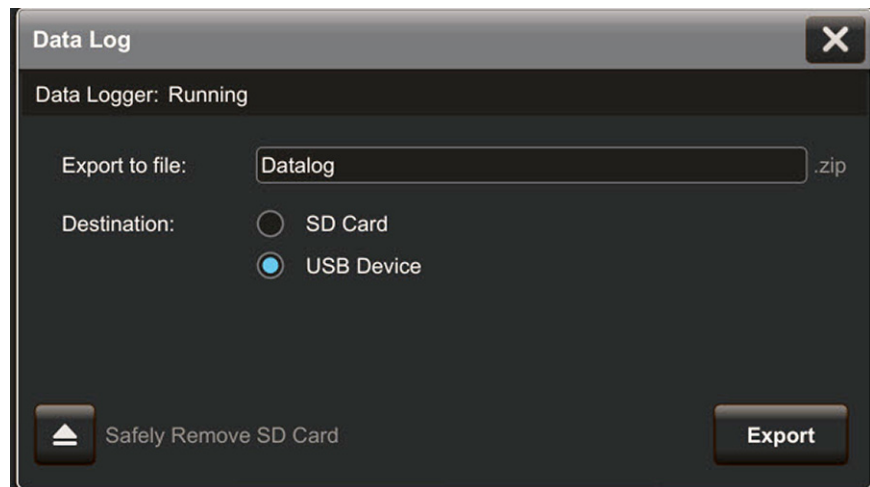 Data Log
Data Logger: Running
Export to file: Datalog .zip
Destination: SD Card
USB Device
Safely Remove SD Card Export